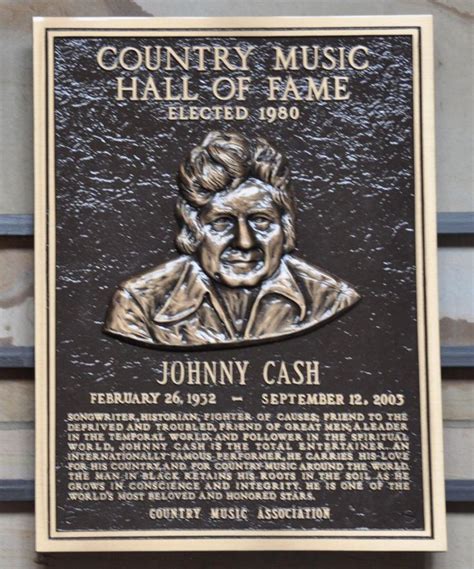 COUNTRY MUSIC
HALL OF FAME
ELECTED 1980
JOHNNY CASH
FEBRUARY 26, 1932 – SEPTEMBER 12, 2003
SONGWRITER, HISTORIAN, FIGHTER OF CAUSES; FRIEND TO THE
DEPRIVED AND TROUBLED, FRIEND OF GREAT MEN; A LEADER
IN THE TEMPORAL WORLD, AND FOLLOWER IN THE SPIRITUAL
WORLD, JOHNNY CASH IS THE TOTAL ENTERTAINER...AN
INTERNATIONALLY FAMOUS PERFORMER, HE CARRIES HIS LOVE
FOR HIS COUNTRY, AND FOR COUNTRY MUSIC AROUND THE WORLD.
THE MAN IN BLACK RETAINS HIS ROOTS IN THE SOIL AS HE
GROWS IN CONSCIENCE AND INTEGRITY. HE IS ONE OF THE
WORLD'S MOST BELOVED AND HONORED STARS.
COUNTRY MUSIC ASSOCIATION